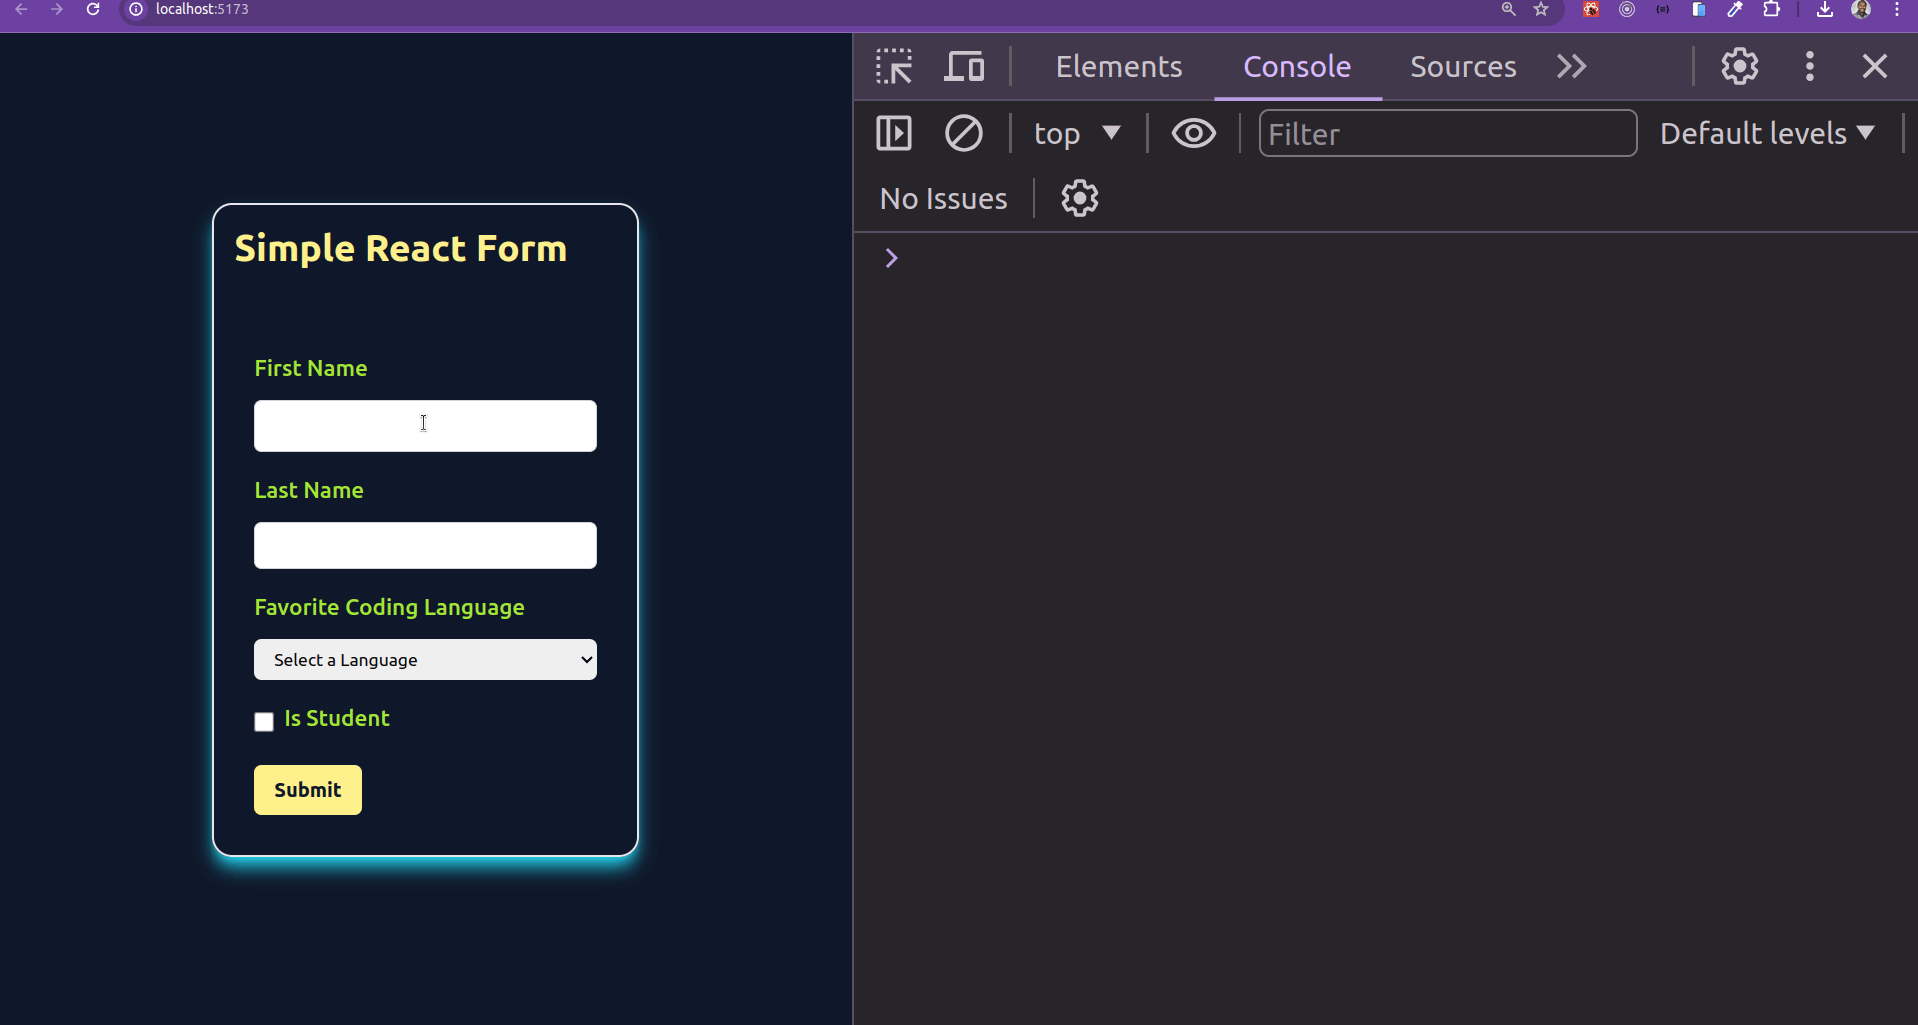 localhost:5173
Elements Console Sources
top Filter Default levels
No Issues
Simple React Form
First Name
Last Name
Favorite Coding Language
Select a Language
Is Student
Submit